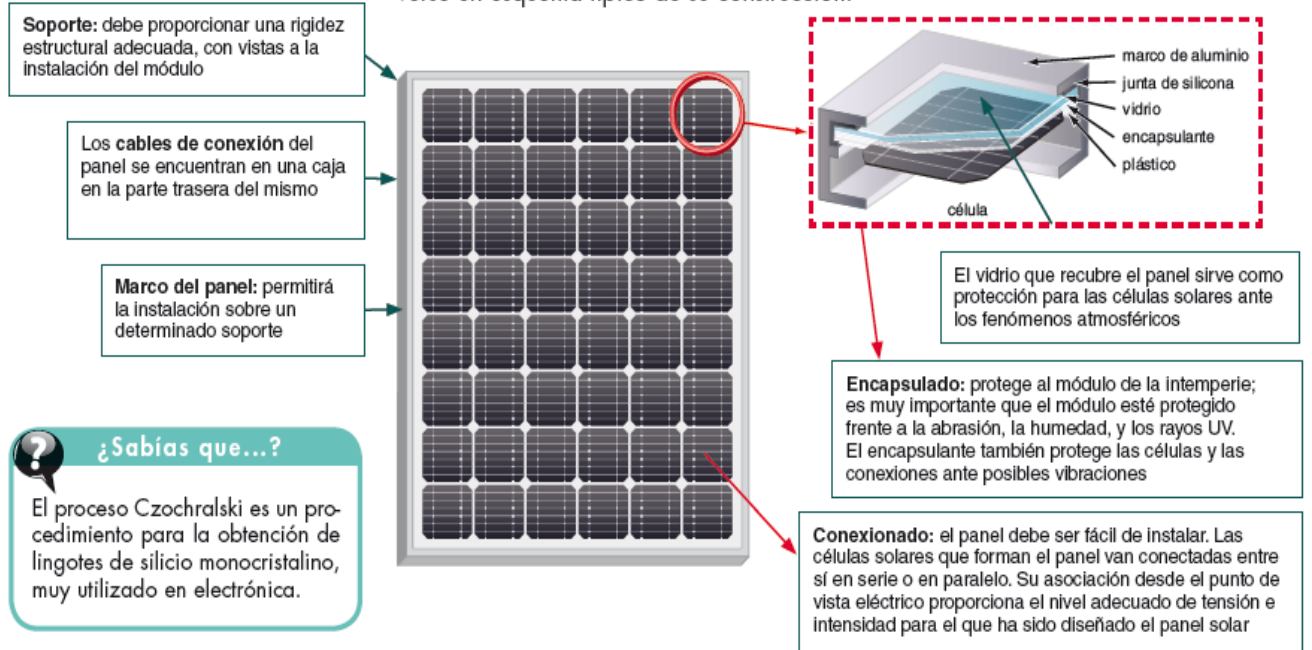 Soporte: debe proporcionar una rigidez
estructural adecuada, con vistas a la
instalación del módulo
Los cables de conexión del
panel se encuentran en una caja
en la parte trasera del mismo
Marco del panel: permitirá
la instalación sobre un
determinado soporte
marco de aluminio
junta de silicona
vidrio
encapsulante
plástico
célula
El vidrio que recubre el panel sirve como
protección para las células solares ante
los fenómenos atmosféricos
Encapsulado: protege al módulo de la intemperie;
es muy importante que el módulo esté protegido
frente a la abrasión, la humedad, y los rayos UV.
El encapsulante también protege las células y las
conexiones ante posibles vibraciones
Conexionado: el panel debe ser fácil de instalar. Las
células solares que forman el panel van conectadas entre
sí en serie o en paralelo. Su asociación desde el punto de
vista eléctrico proporciona el nivel adecuado de tensión e
intensidad para el que ha sido diseñado el panel solar
?
¿Sabías que...?
El proceso Czochralski es un pro-
cedimiento para la obtención de
lingotes de silicio monocristalino,
muy utilizado en electrónica.